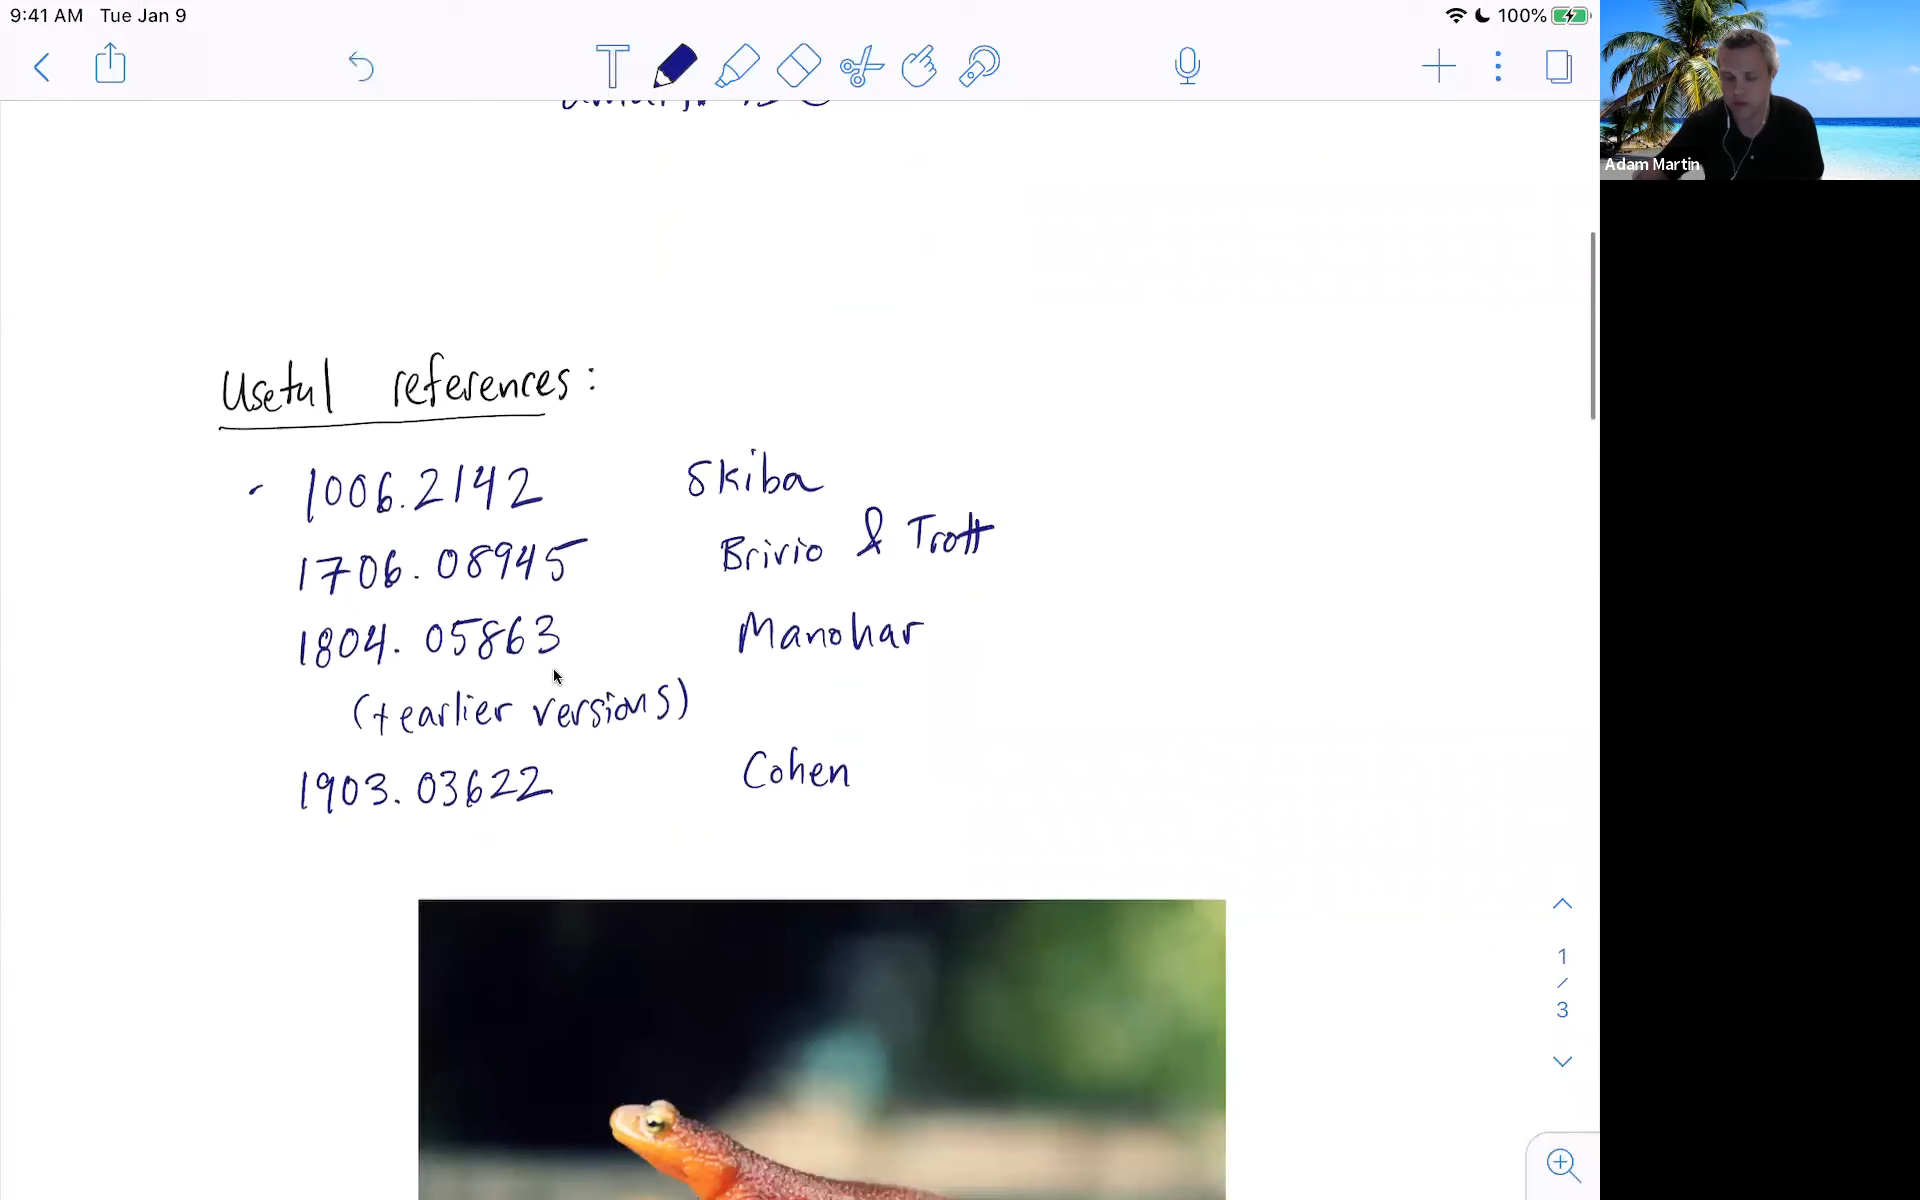 9:41 AM Tue Jan 9
100%
Adam Martin
Useful references:
1006.2142 Skiba
1706.08945 Brivio & Trott
1804.05863 Manohar
(+ earlier versions)
1903.03622 Cohen
1
/
3